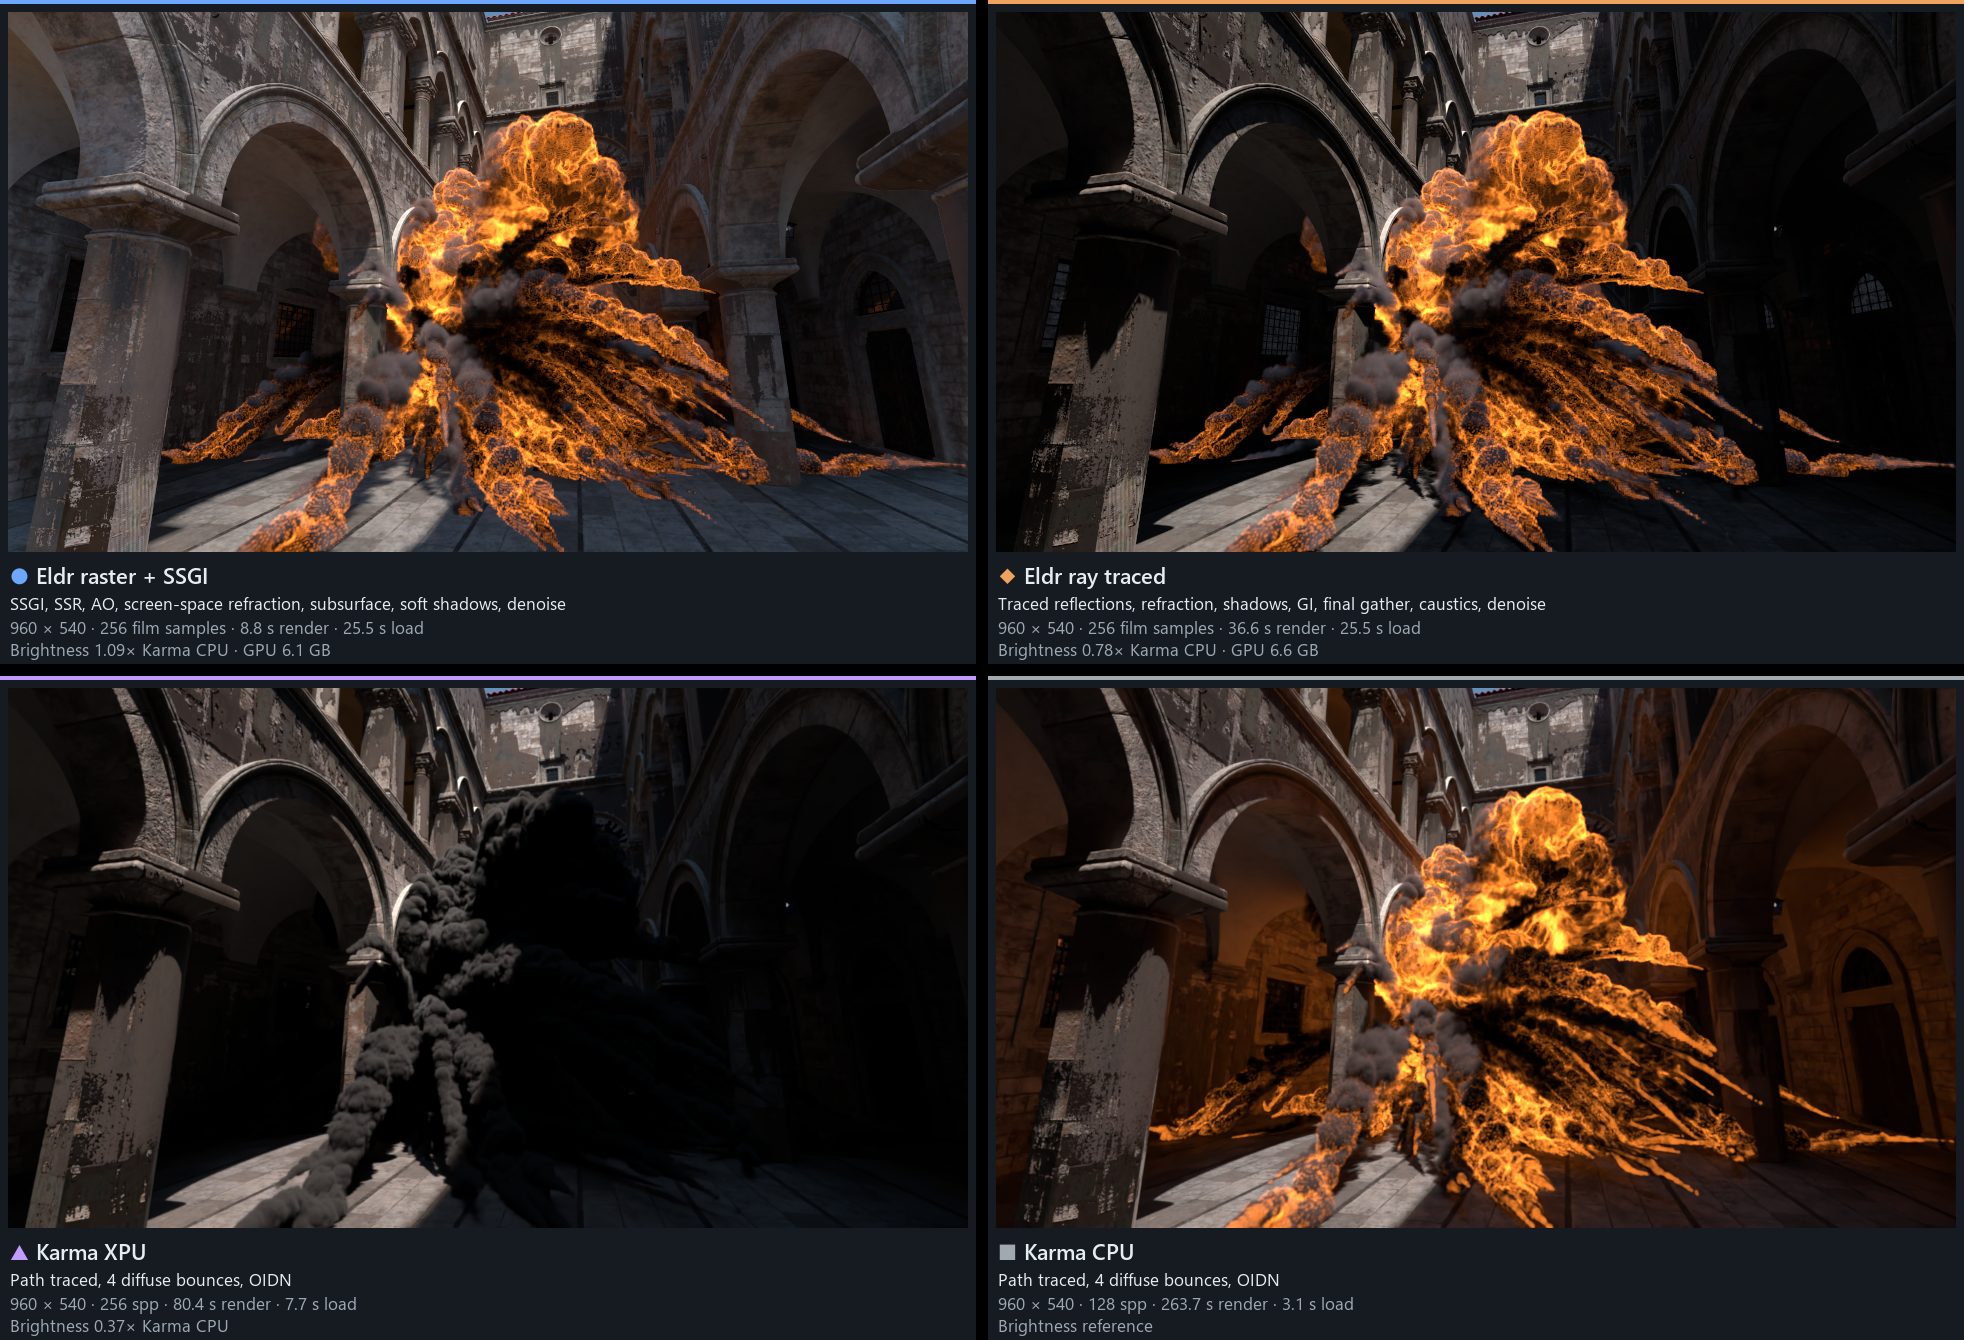 Eldr raster + SSGI
SSGI, SSR, AO, screen-space refraction, subsurface, soft shadows, denoise
960 × 540 · 256 film samples · 8.8 s render · 25.5 s load
Brightness 1.09× Karma CPU · GPU 6.1 GB
Eldr ray traced
Traced reflections, refraction, shadows, GI, final gather, caustics, denoise
960 × 540 · 256 film samples · 36.6 s render · 25.5 s load
Brightness 0.78× Karma CPU · GPU 6.6 GB
Karma XPU
Path traced, 4 diffuse bounces, OIDN
960 × 540 · 256 spp · 80.4 s render · 7.7 s load
Brightness 0.37× Karma CPU
Karma CPU
Path traced, 4 diffuse bounces, OIDN
960 × 540 · 128 spp · 263.7 s render · 3.1 s load
Brightness reference